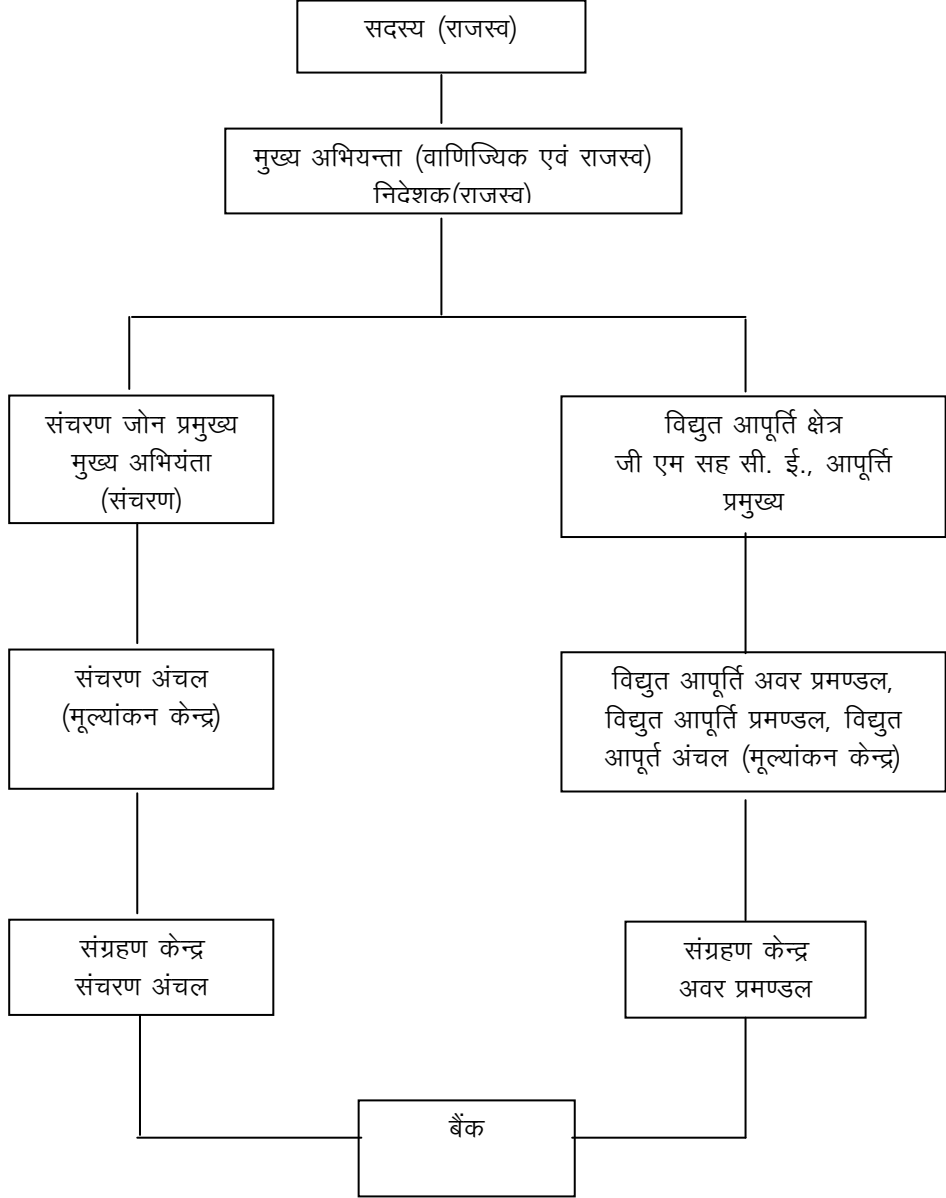 सदस्य (राजस्व)
मुख्य अभियन्ता (वाणिज्यिक एवं राजस्व)
निदेशक(राजस्व)
संचरण जोन प्रमुख्य
मुख्य अभियंता
(संचरण)
विद्युत आपूर्ति क्षेत्र
जी एम सह सी. ई., आपूर्त्ति
प्रमुख्य
संचरण अंचल
(मूल्यांकन केन्द्र)
विद्युत आपूर्ति अवर प्रमण्डल,
विद्युत आपूर्ति प्रमण्डल, विद्युत
आपूर्त अंचल (मूल्यांकन केन्द्र)
संग्रहण केन्द्र
संचरण अंचल
संग्रहण केन्द्र
अवर प्रमण्डल
बैंक